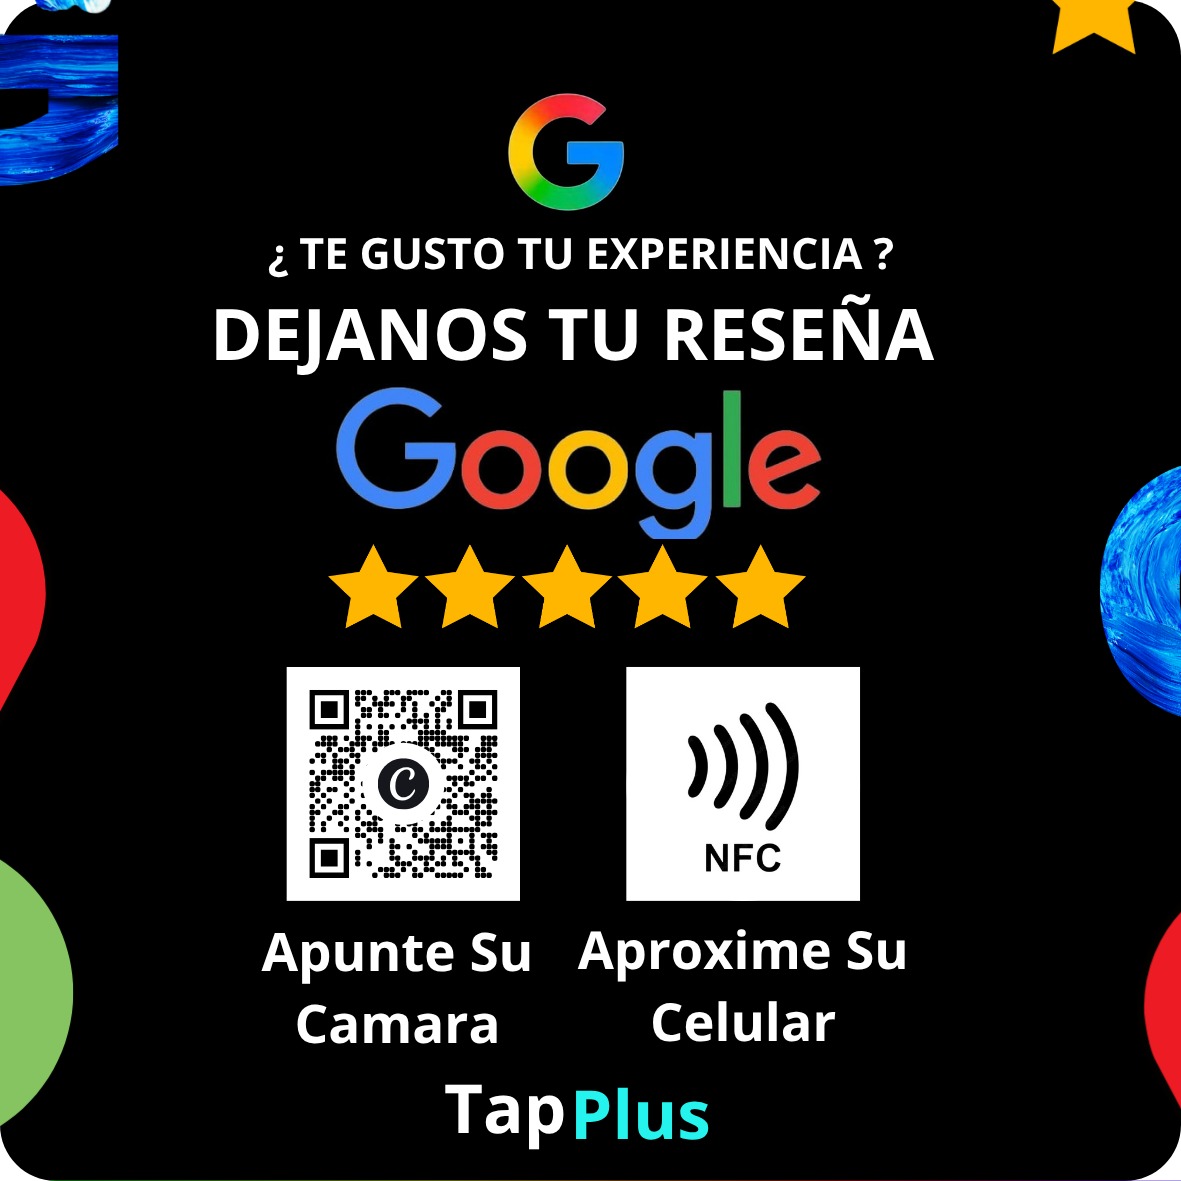 G
¿ TE GUSTO TU EXPERIENCIA ?
DEJANOS TU RESEÑA
Google
C
NFC
Apunte Su
Camara
Aproxime Su
Celular
TapPlus